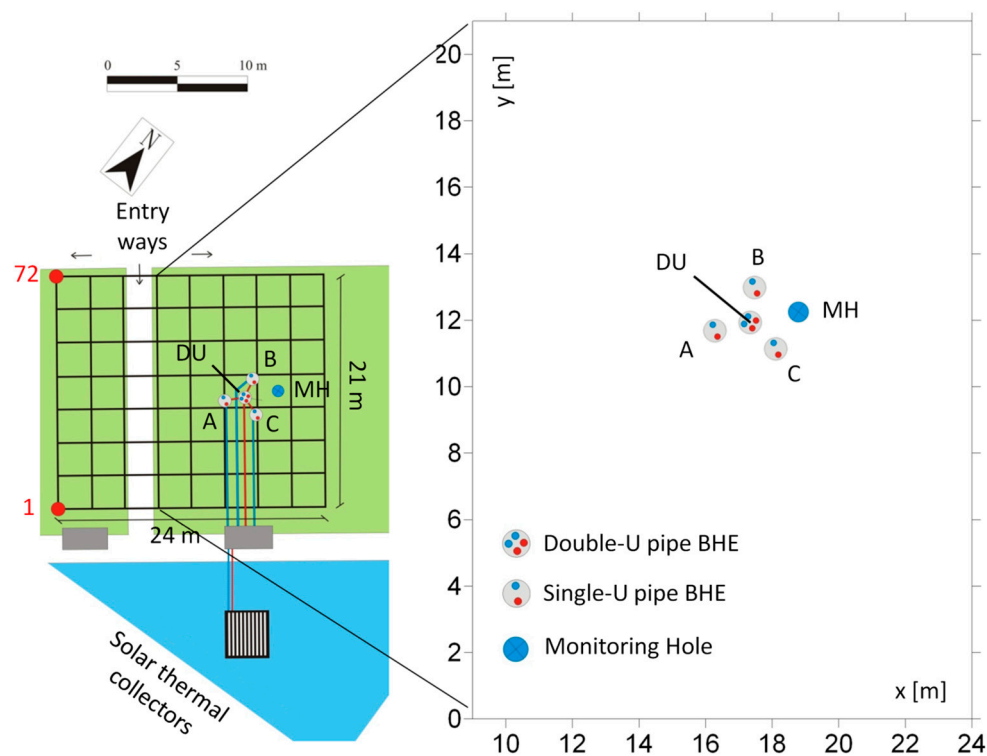 0 5 10 m
N
Entry
ways
72
DU
B
MH
A
C
21 m
1
24 m
Solar thermal
collectors
y [m]
20
18
16
14
12
10
8
6
4
2
0
B
DU
MH
A
C
Double-U pipe BHE
Single-U pipe BHE
Monitoring Hole
x [m]
10 12 14 16 18 20 22 24